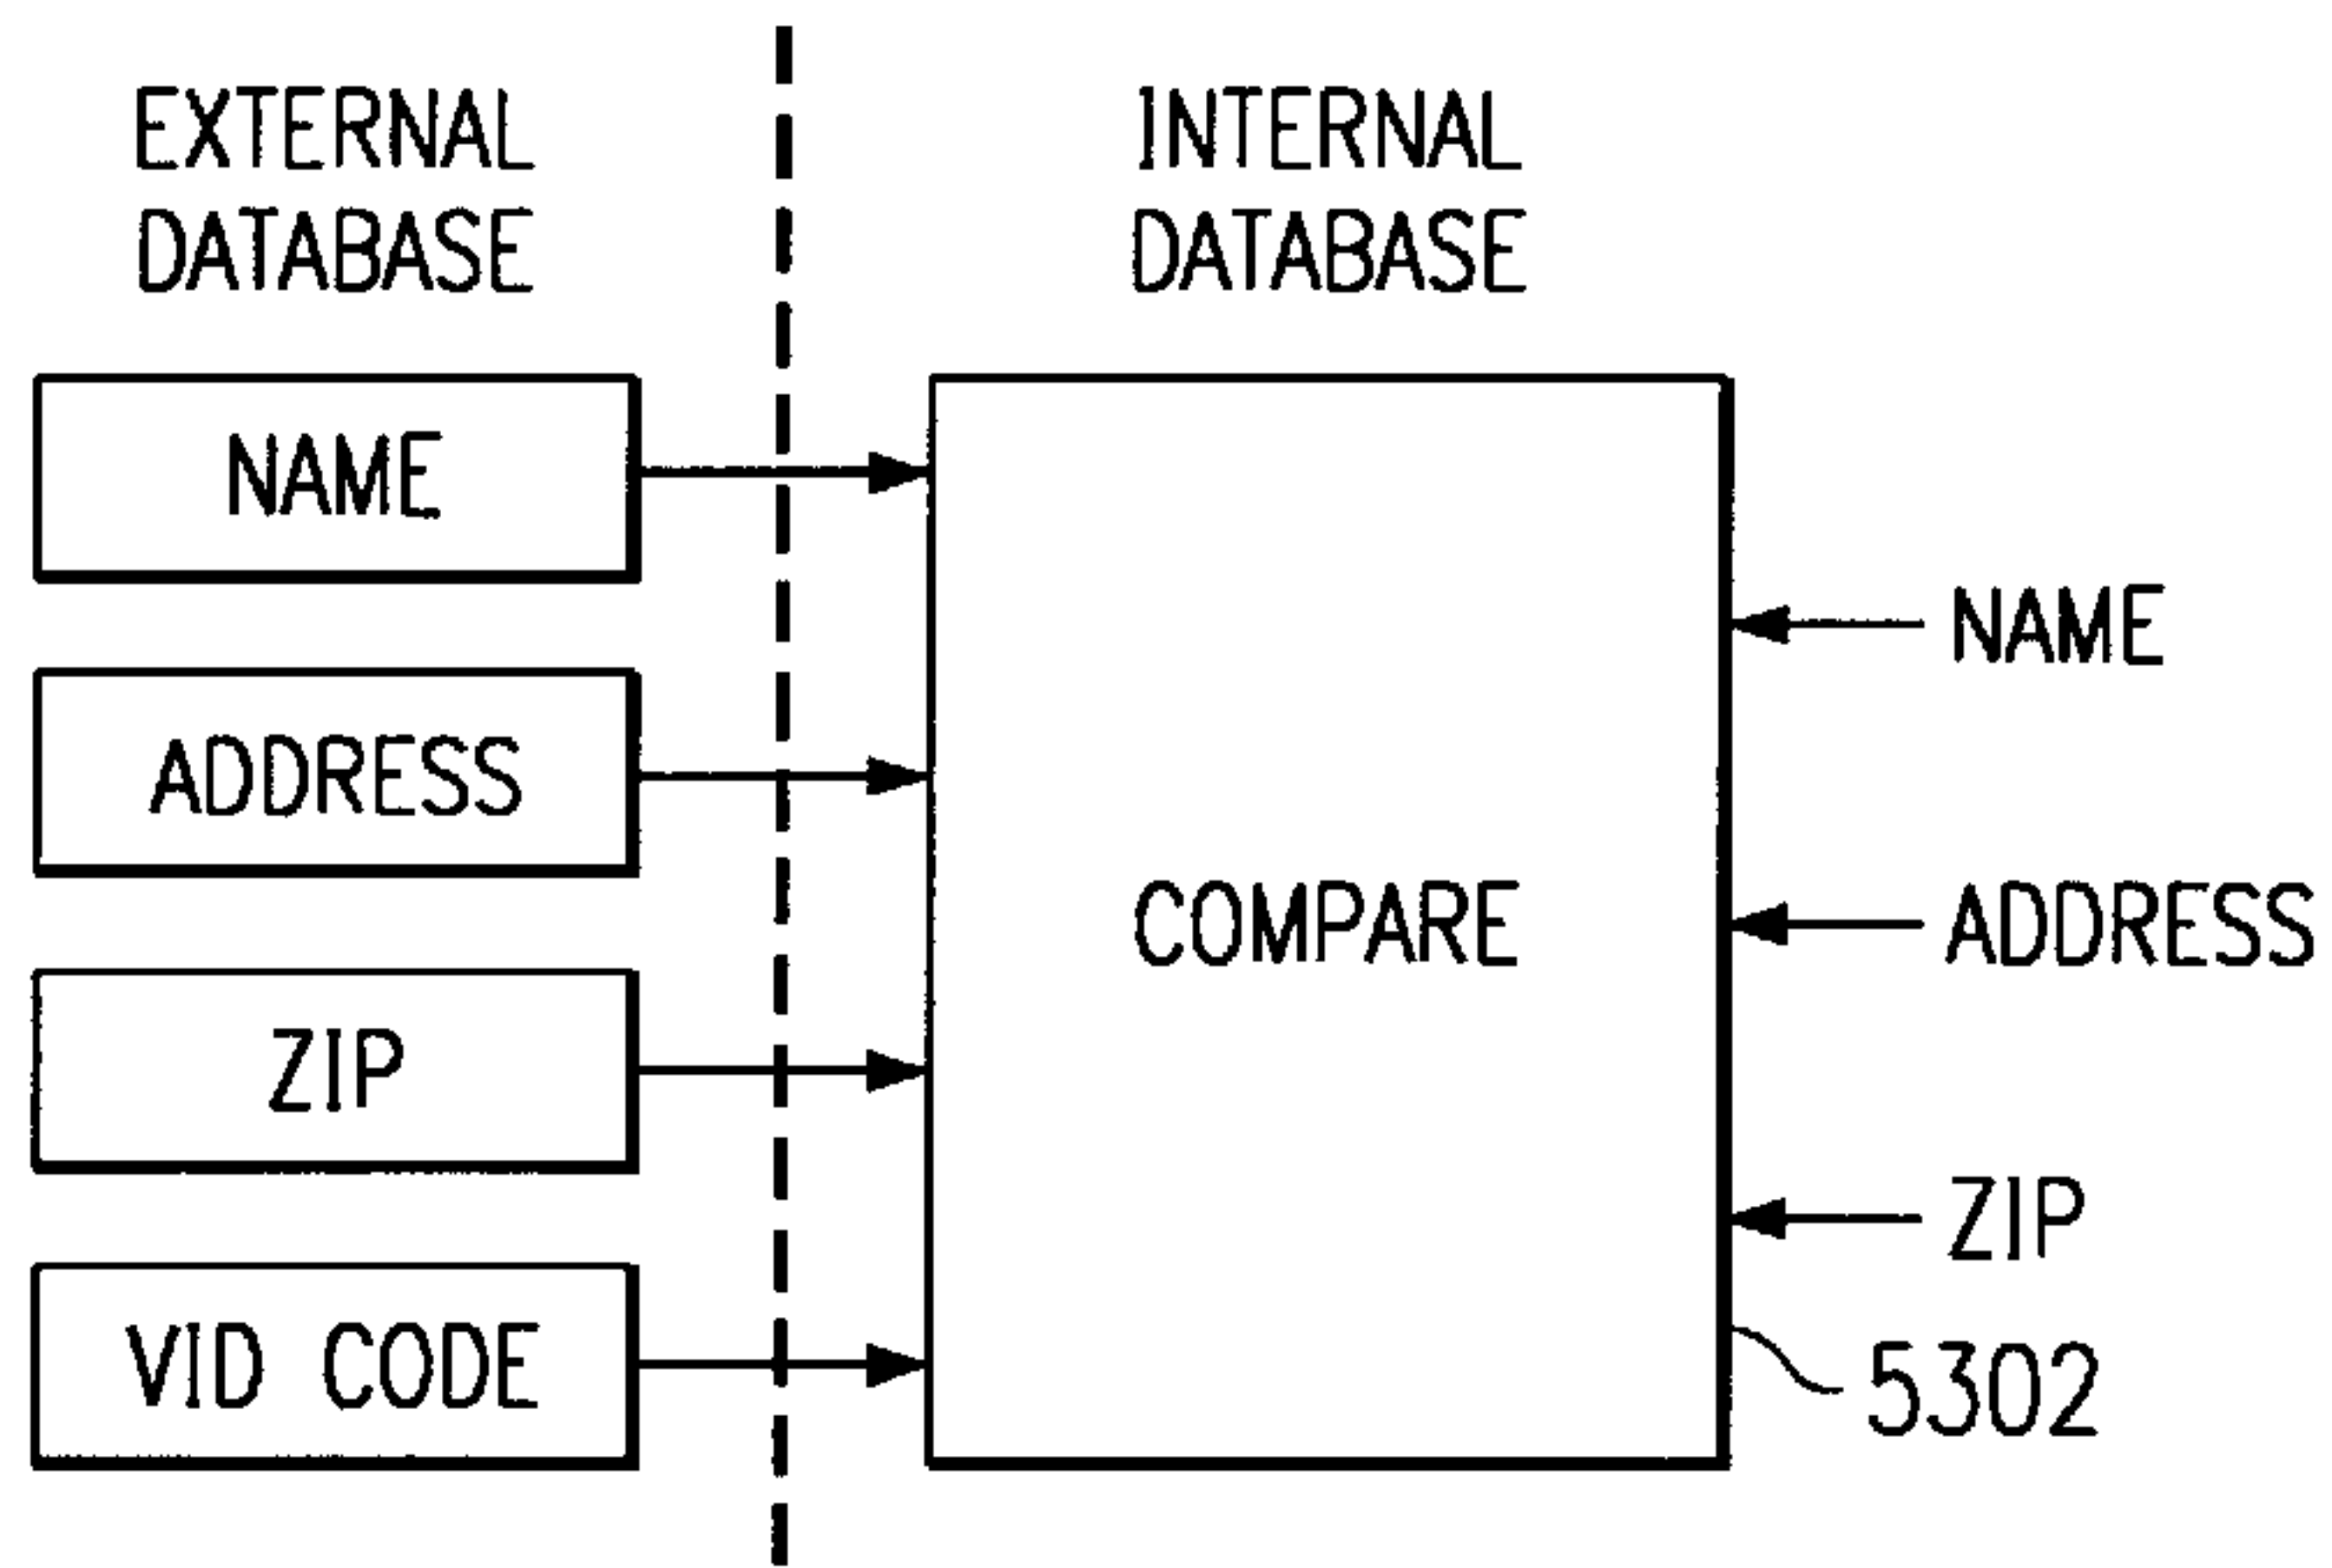 EXTERNAL
DATABASE
INTERNAL
DATABASE
NAME
ADDRESS
ZIP
VID CODE
COMPARE
NAME
ADDRESS
ZIP
5302